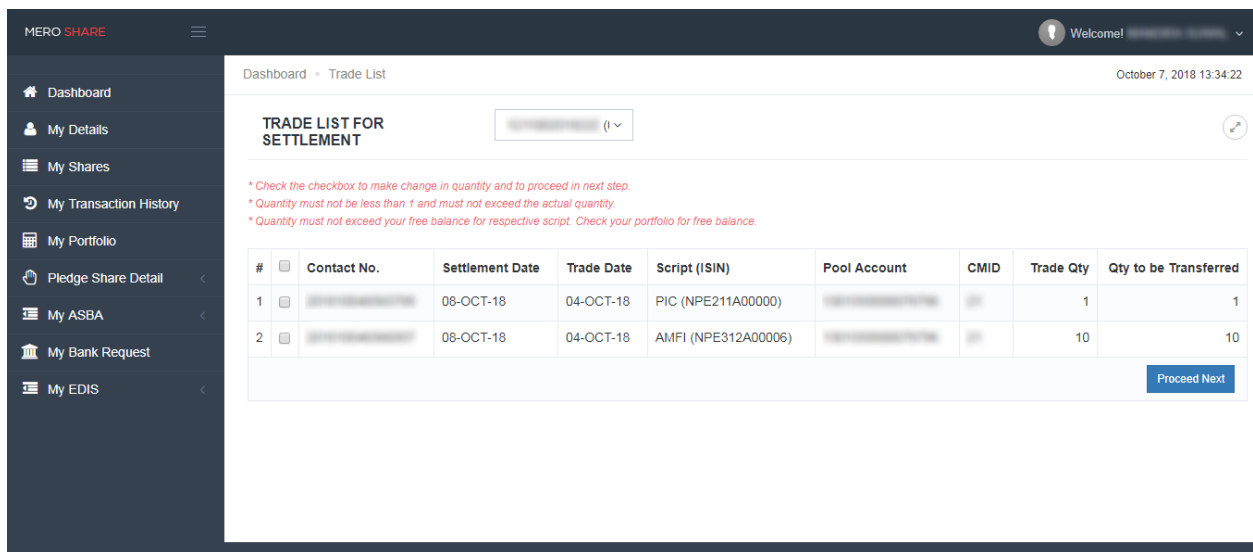 MERO SHARE
Welcome!
Dashboard
My Details
My Shares
My Transaction History
My Portfolio
Pledge Share Detail
My ASBA
My Bank Request
My EDIS
Dashboard Trade List
October 7, 2018 13:34:22
TRADE LIST FOR
SETTLEMENT
* Check the checkbox to make change in quantity and to proceed in next step.
* Quantity must not be less than 1 and must not exceed the actual quantity.
* Quantity must not exceed your free balance for respective script. Check your portfolio for free balance.
# Contact No. Settlement Date Trade Date Script (ISIN) Pool Account CMID Trade Qty Qty to be Transferred
1 08-OCT-18 04-OCT-18 PIC (NPE211A00000) 1 1
2 08-OCT-18 04-OCT-18 AMFI (NPE312A00006) 10 10
Proceed Next